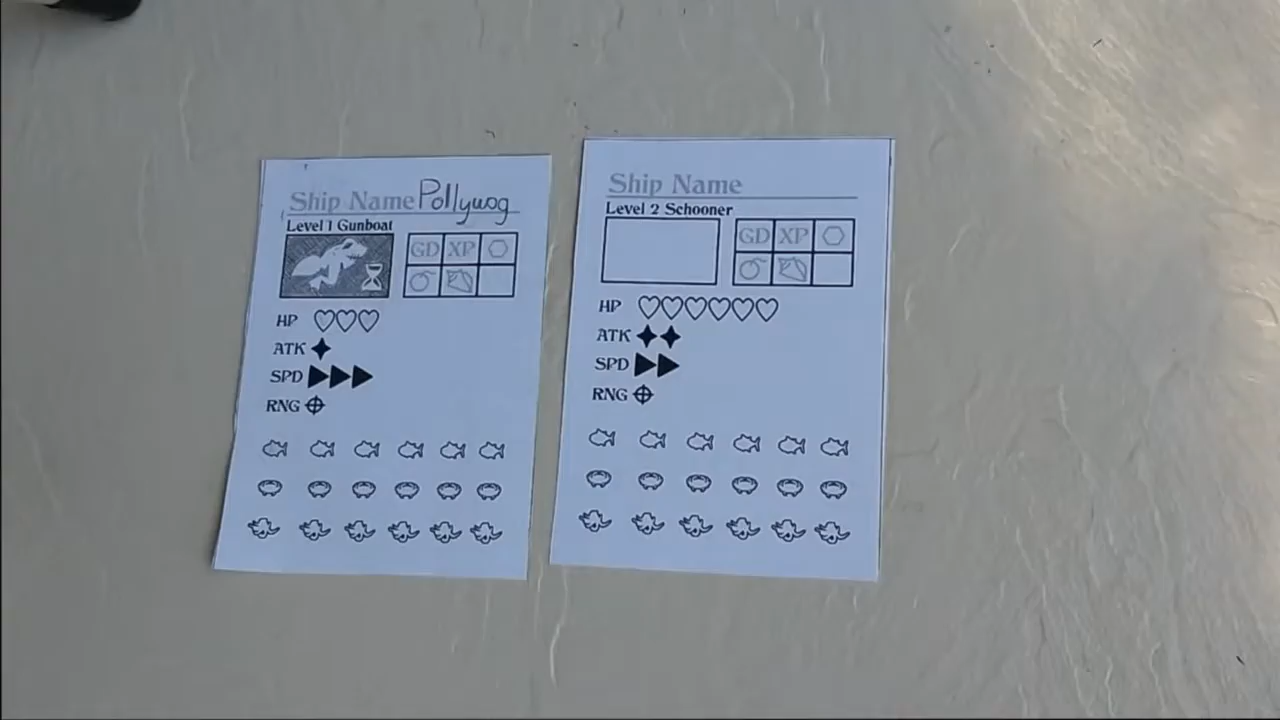 Ship Name Pollywog
Level 1 Gunboat
GD XP
HP
ATK
SPD
RNG
Ship Name
Level 2 Schooner
GD XP
HP
ATK
SPD
RNG